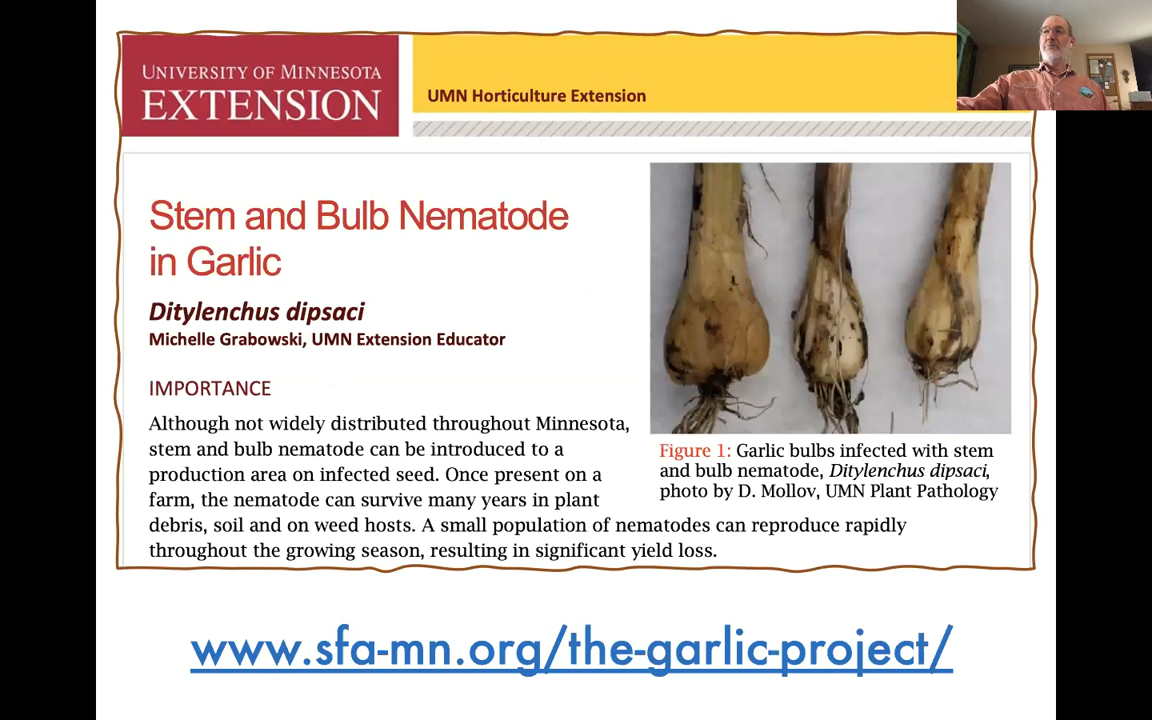 UNIVERSITY OF MINNESOTA
EXTENSION
UMN Horticulture Extension
Stem and Bulb Nematode
in Garlic
Ditylenchus dipsaci
Michelle Grabowski, UMN Extension Educator
IMPORTANCE
Although not widely distributed throughout Minnesota,
stem and bulb nematode can be introduced to a
production area on infected seed. Once present on a
farm, the nematode can survive many years in plant
debris, soil and on weed hosts. A small population of nematodes can reproduce rapidly
throughout the growing season, resulting in significant yield loss.
Figure 1: Garlic bulbs infected with stem
and bulb nematode, Ditylenchus dipsaci,
photo by D. Mollov, UMN Plant Pathology
www.sfa-mn.org/the-garlic-project/